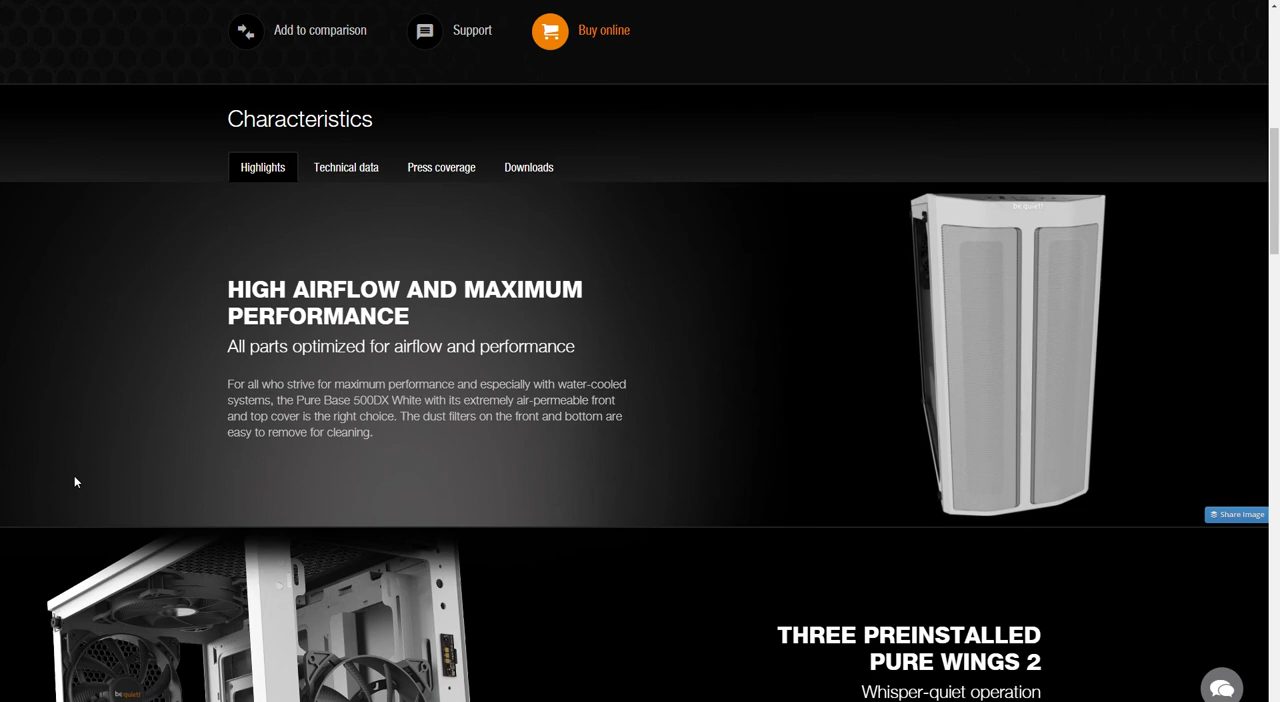 Add to comparison
Support
Buy online
Characteristics
Highlights
Technical data
Press coverage
Downloads
be quiet!
HIGH AIRFLOW AND MAXIMUM
PERFORMANCE
All parts optimized for airflow and performance
For all who strive for maximum performance and especially with water-cooled
systems, the Pure Base 500DX White with its extremely air-permeable front
and top cover is the right choice. The dust filters on the front and bottom are
easy to remove for cleaning.
Share Image
THREE PREINSTALLED
PURE WINGS 2
Whisper-quiet operation
be quiet!